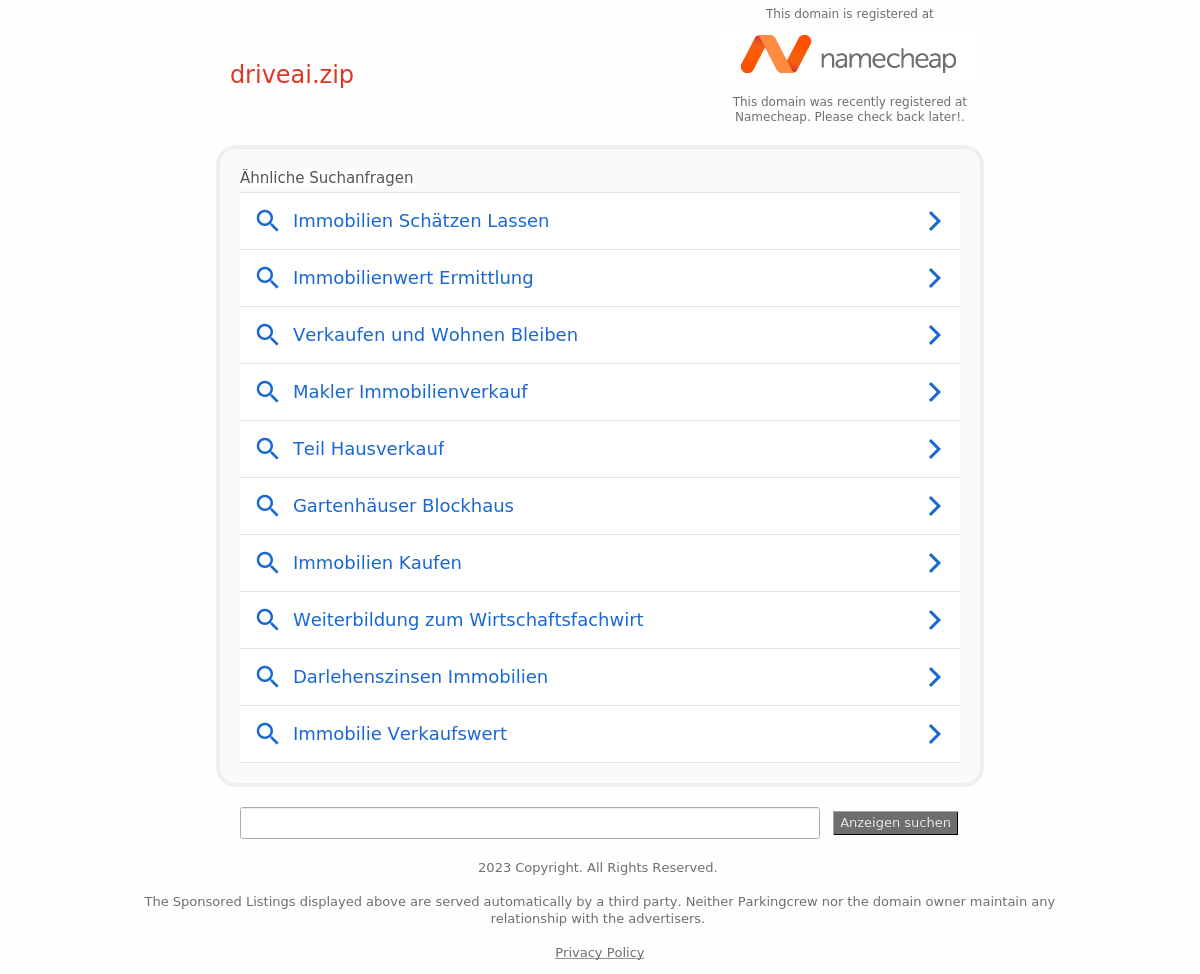 This domain is registered at
namecheap
driveai.zip
This domain was recently registered at
Namecheap. Please check back later!.
Ähnliche Suchanfragen
Immobilien Schätzen Lassen
Immobilienwert Ermittlung
Verkaufen und Wohnen Bleiben
Makler Immobilienverkauf
Teil Hausverkauf
Gartenhäuser Blockhaus
Immobilien Kaufen
Weiterbildung zum Wirtschaftsfachwirt
Darlehenszinsen Immobilien
Immobilie Verkaufswert
Anzeigen suchen
2023 Copyright. All Rights Reserved.
The Sponsored Listings displayed above are served automatically by a third party. Neither Parkingcrew nor the domain owner maintain any
relationship with the advertisers.
Privacy Policy